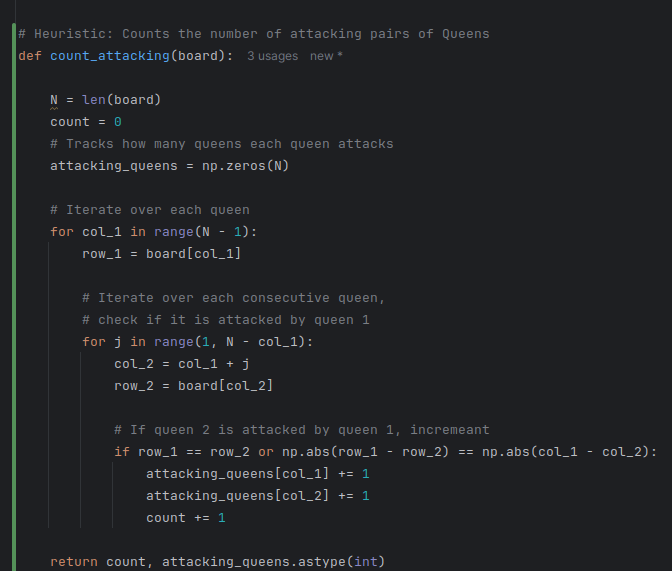 # Heuristic: Counts the number of attacking pairs of Queens
def count_attacking(board):  3 usages  new *
N = len(board)
count = 0
# Tracks how many queens each queen attacks
attacking_queens = np.zeros(N)
# Iterate over each queen
for col_1 in range(N - 1):
row_1 = board[col_1]
# Iterate over each consecutive queen,
# check if it is attacked by queen 1
for j in range(1, N - col_1):
col_2 = col_1 + j
row_2 = board[col_2]
# If queen 2 is attacked by queen 1, incremeant
if row_1 == row_2 or np.abs(row_1 - row_2) == np.abs(col_1 - col_2):
attacking_queens[col_1] += 1
attacking_queens[col_2] += 1
count += 1
return count, attacking_queens.astype(int)